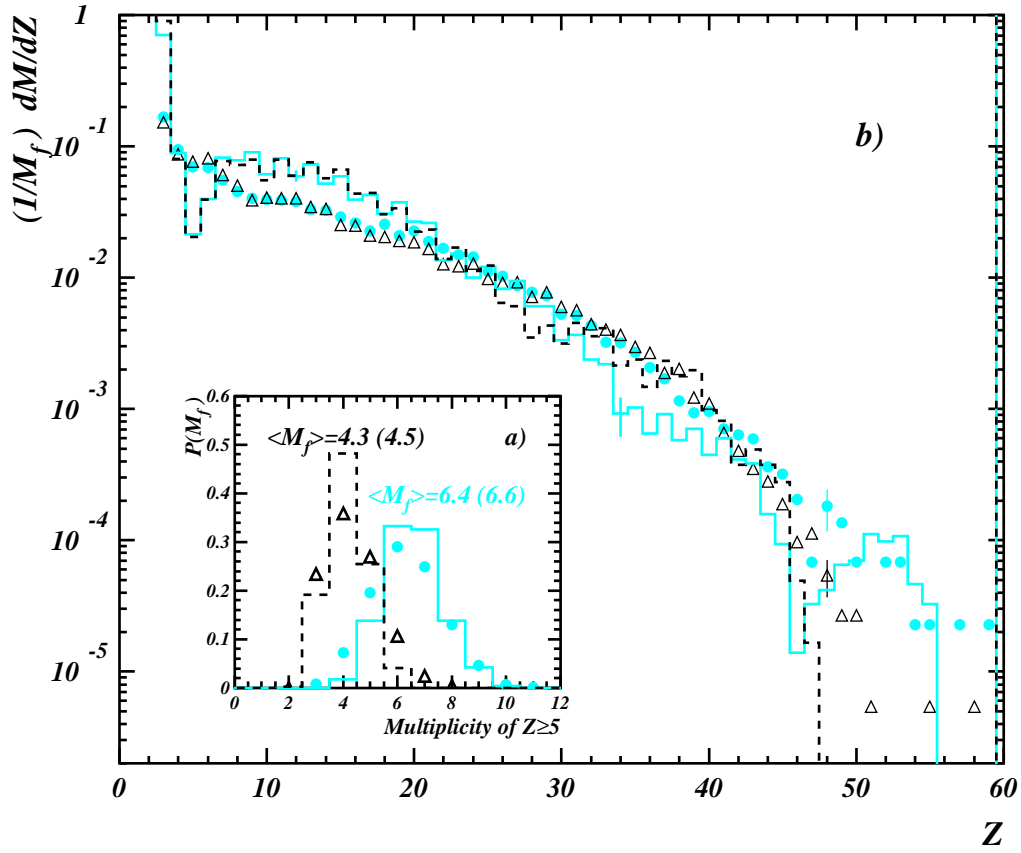 (1/M_f) dM/dZ
1
10 -1
10 -2
10 -3
10 -4
10 -5
b)
0 10 20 30 40 50 60
Z
P(M_f)
0.6
0.5
0.4
0.3
0.2
0.1
0
<M_f>=4.3 (4.5) a)
<M_f>=6.4 (6.6)
0 2 4 6 8 10 12
Multiplicity of Z≥5